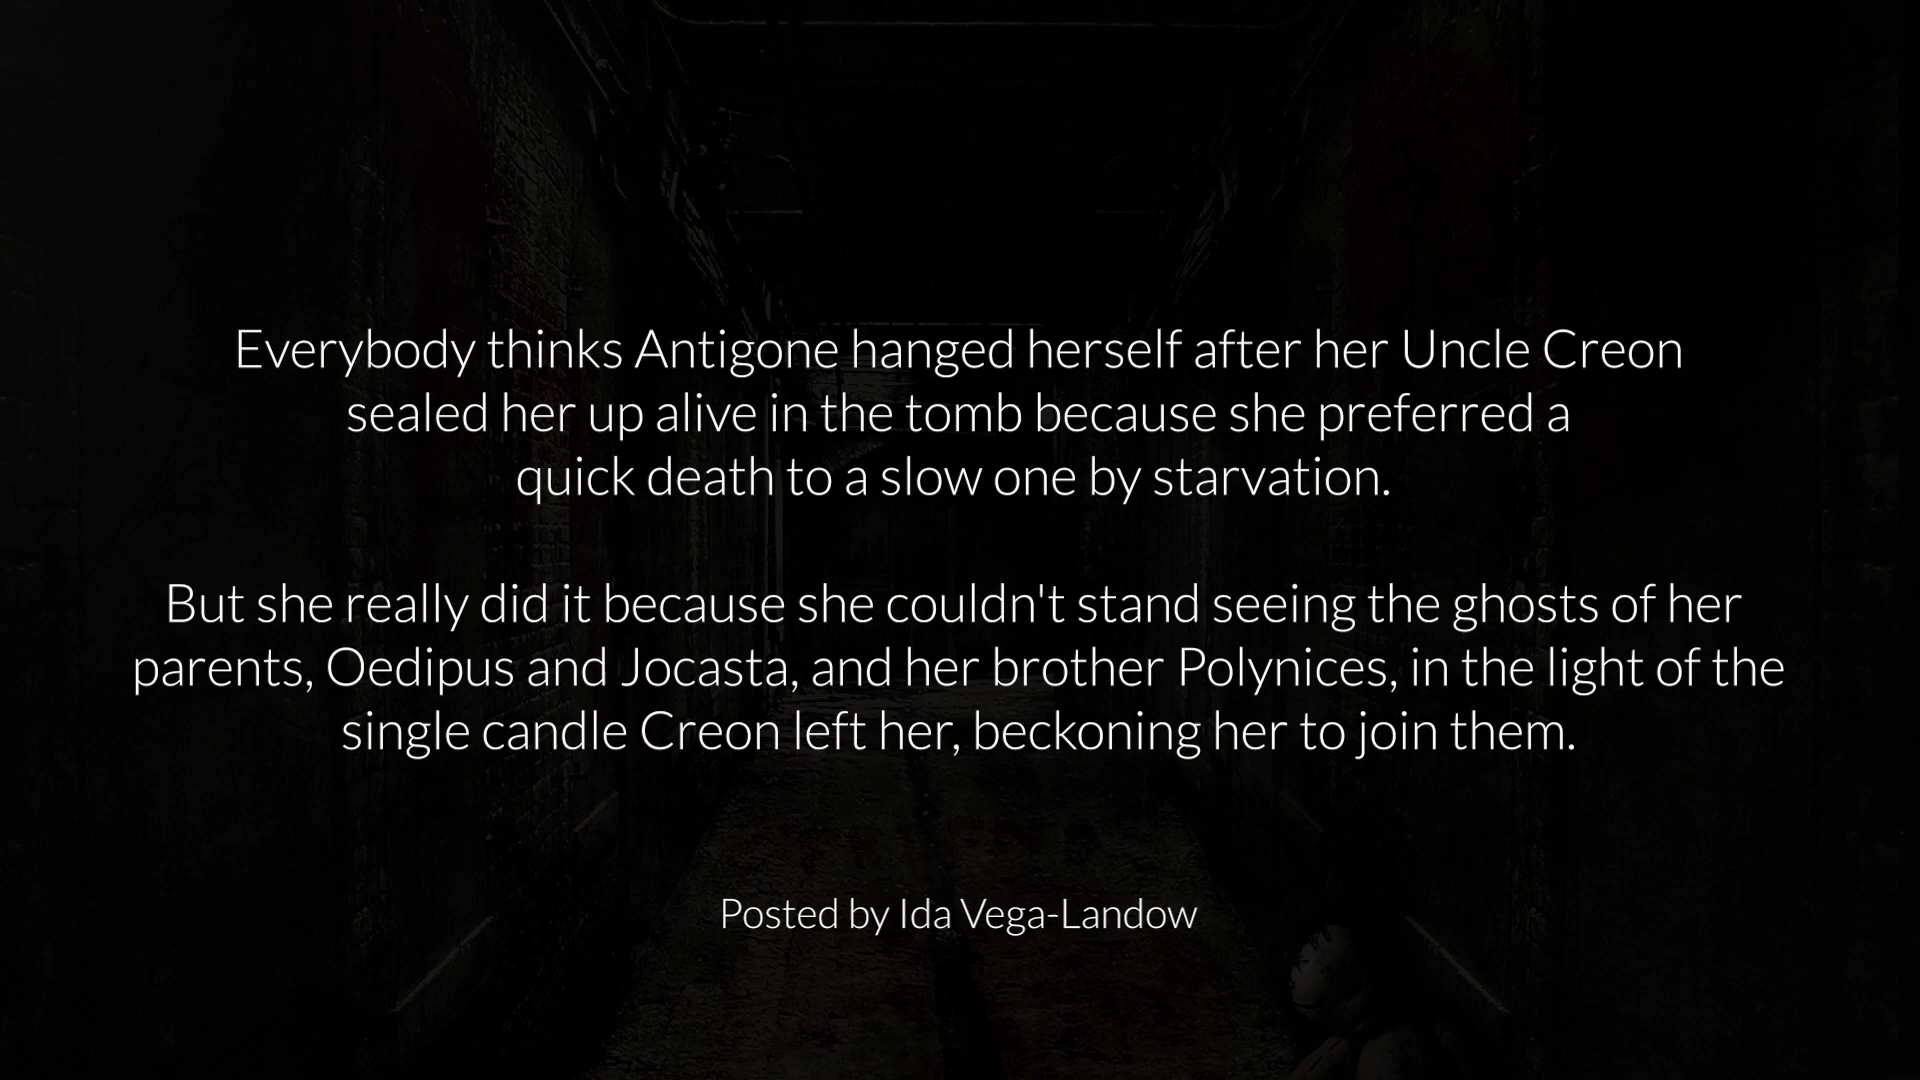 Everybody thinks Antigone hanged herself after her Uncle Creon
sealed her up alive in the tomb because she preferred a
quick death to a slow one by starvation.
But she really did it because she couldn't stand seeing the ghosts of her
parents, Oedipus and Jocasta, and her brother Polynices, in the light of the
single candle Creon left her, beckoning her to join them.
Posted by Ida Vega-Landow